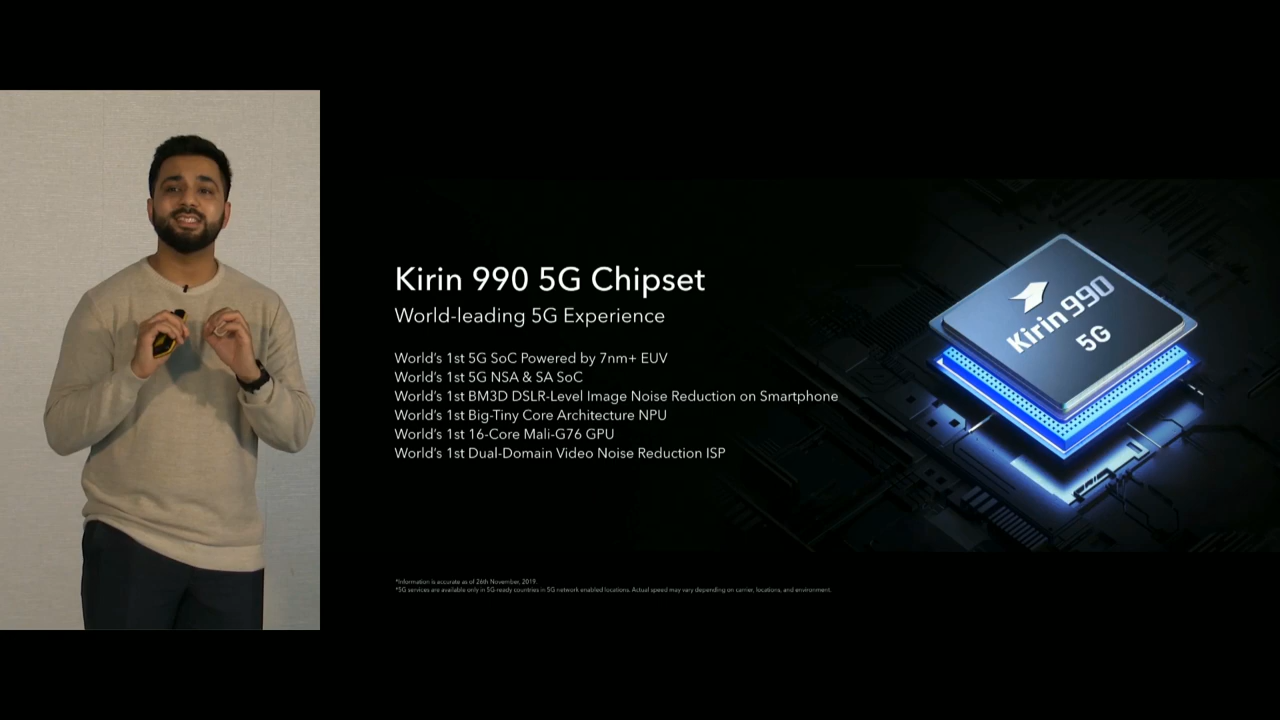 Kirin 990 5G Chipset
World-leading 5G Experience
World's 1st 5G SoC Powered by 7nm+ EUV
World's 1st 5G NSA & SA SoC
World's 1st BM3D DSLR-Level Image Noise Reduction on Smartphone
World's 1st Big-Tiny Core Architecture NPU
World's 1st 16-Core Mali-G76 GPU
World's 1st Dual-Domain Video Noise Reduction ISP
Kirin 990
5G
*Information is accurate as of 26th November, 2019.
*5G services are available only in 5G ready countries in 5G network enabled locations. Actual speed may vary depending on carrier, locations, and environment.